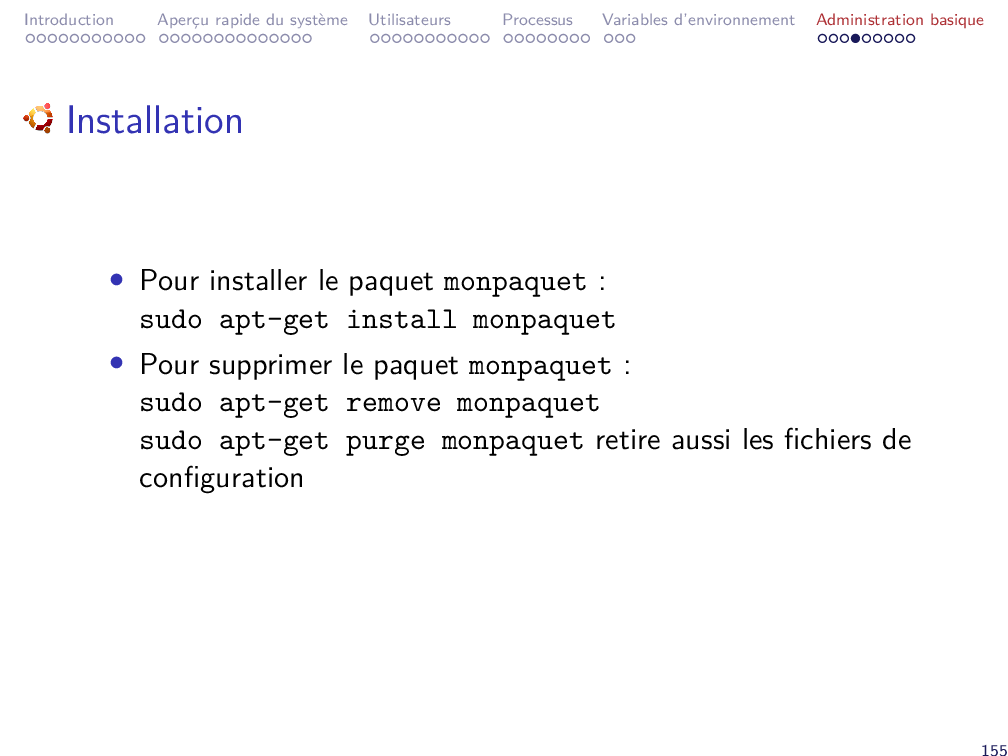 Introduction Aperçu rapide du système Utilisateurs Processus Variables d'environnement Administration basique
Installation
• Pour installer le paquet monpaquet :
sudo apt-get install monpaquet
• Pour supprimer le paquet monpaquet :
sudo apt-get remove monpaquet
sudo apt-get purge monpaquet retire aussi les fichiers de
configuration
155